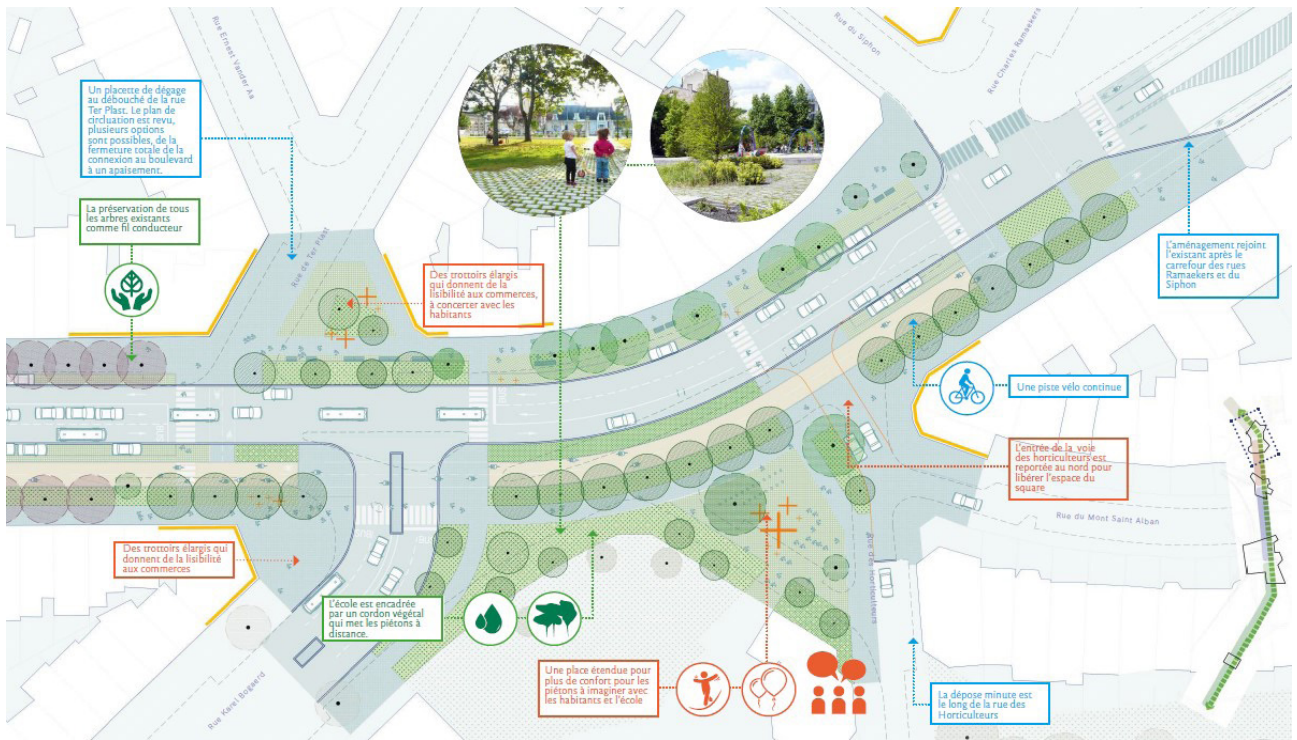 Rue Ernest Vander Aa
Rue du Siphon
Rue Charles Ramaekers
Un placette de dégage
au débouché de la rue
Ter Plast. Le plan de
circluation est revu,
plusieurs options
sont possibles, de la
fermeture totale de la
connexion au boulevard
à un apaisement.
La préservation de tous
les arbres existants
comme fil conducteur
Rue de Ter Plast
Des trottoirs élargis
qui donnent de la
lisibilité aux commerces,
à concerter avec les
habitants
L'aménagement rejoint
l'existant après le
carrefour des rues
Ramaekers et du
Siphon
Une piste vélo continue
L'entrée de la voie
des horticulteurs est
reportée au nord pour
libérer l'espace du
square
Rue du Mont Saint Alban
Rue des Horticulteurs
Des trottoirs élargis qui
donnent de la lisibilité
aux commerces
L'école est encadrée
par un cordon végétal
qui met les piétons à
distance.
Rue Karel Bogaerd
Une place étendue pour
plus de confort pour les
piétons à imaginer avec
les habitants et l'école
La dépose minute est
le long de la rue des
Horticulteurs